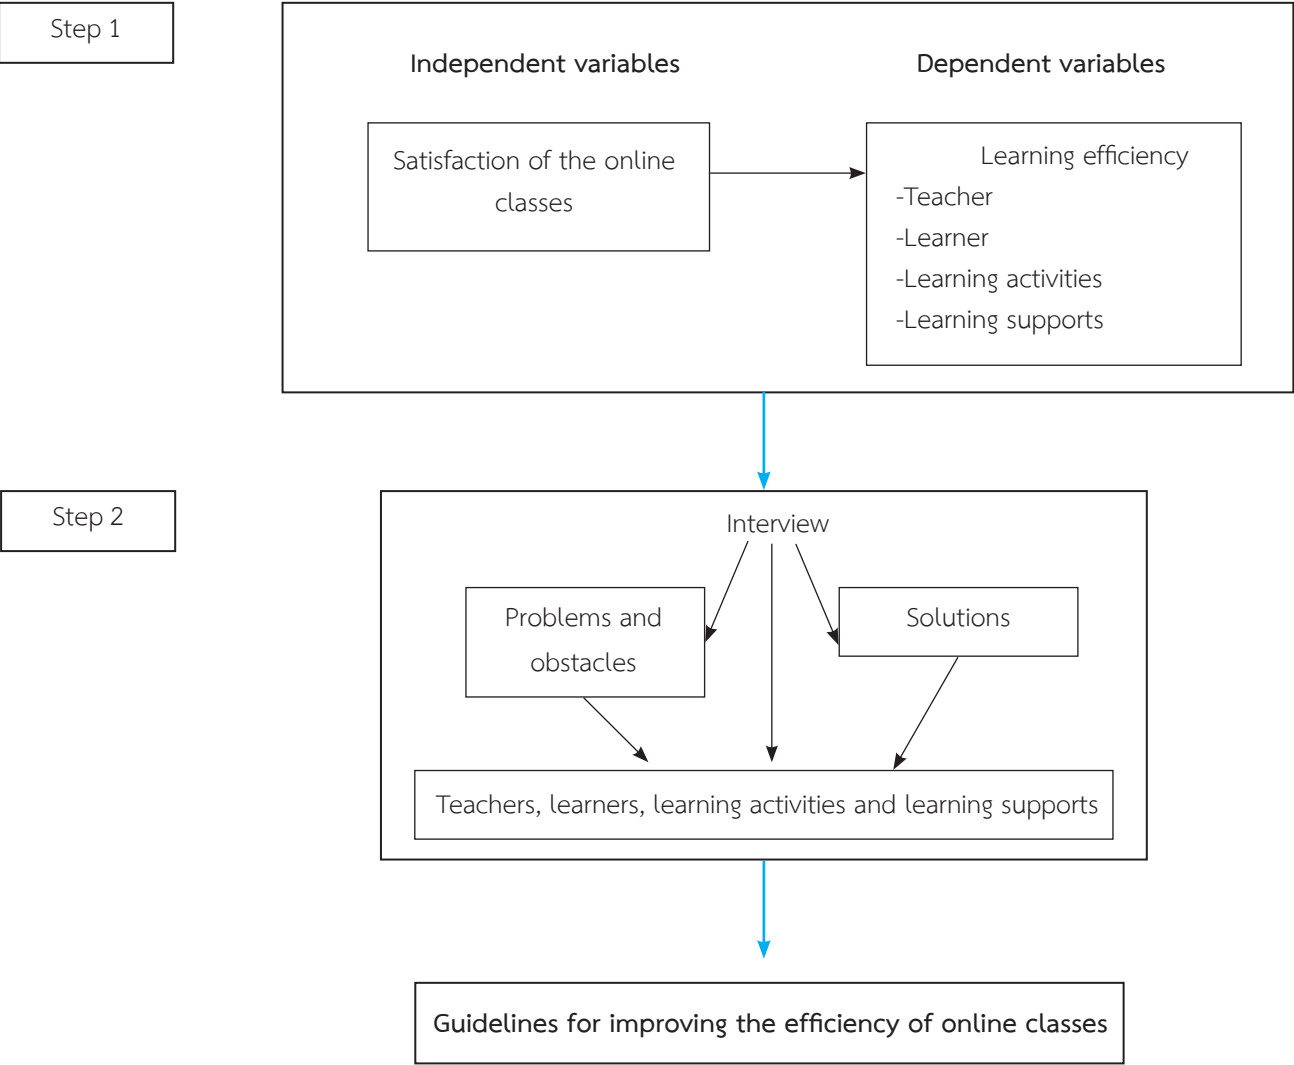 Step 1
Independent variables
Dependent variables
Satisfaction of the online
classes
Learning efficiency
-Teacher
-Learner
-Learning activities
-Learning supports
Step 2
Interview
Problems and
obstacles
Solutions
Teachers, learners, learning activities and learning supports
Guidelines for improving the efficiency of online classes